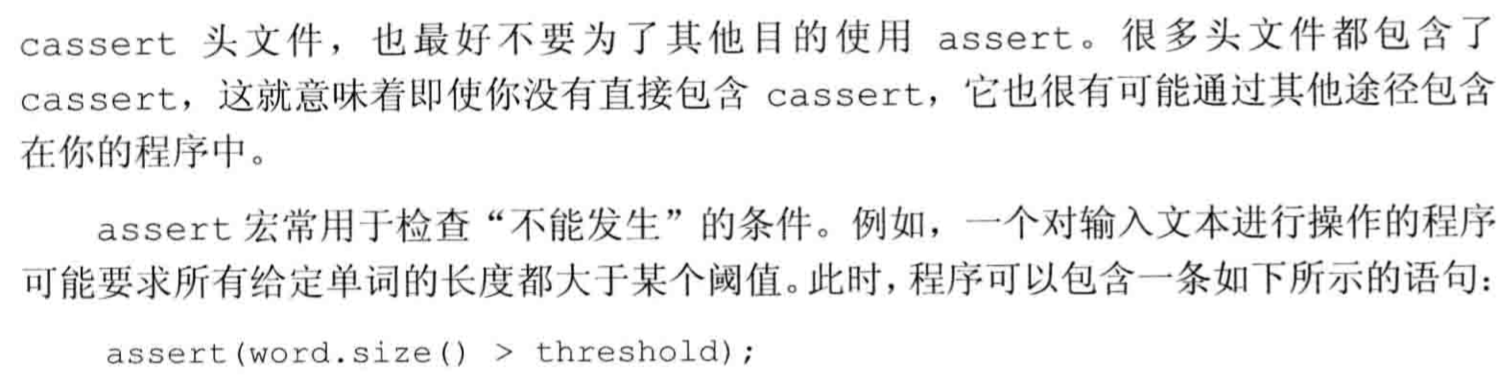 cassert 头文件，也最好不要为了其他目的使用 assert。很多头文件都包含了
cassert，这就意味着即使你没有直接包含 cassert，它也很有可能通过其他途径包含
在你的程序中。
assert 宏常用于检查“不能发生”的条件。例如，一个对输入文本进行操作的程序
可能要求所有给定单词的长度都大于某个阈值。此时，程序可以包含一条如下所示的语句：
assert(word.size() > threshold);